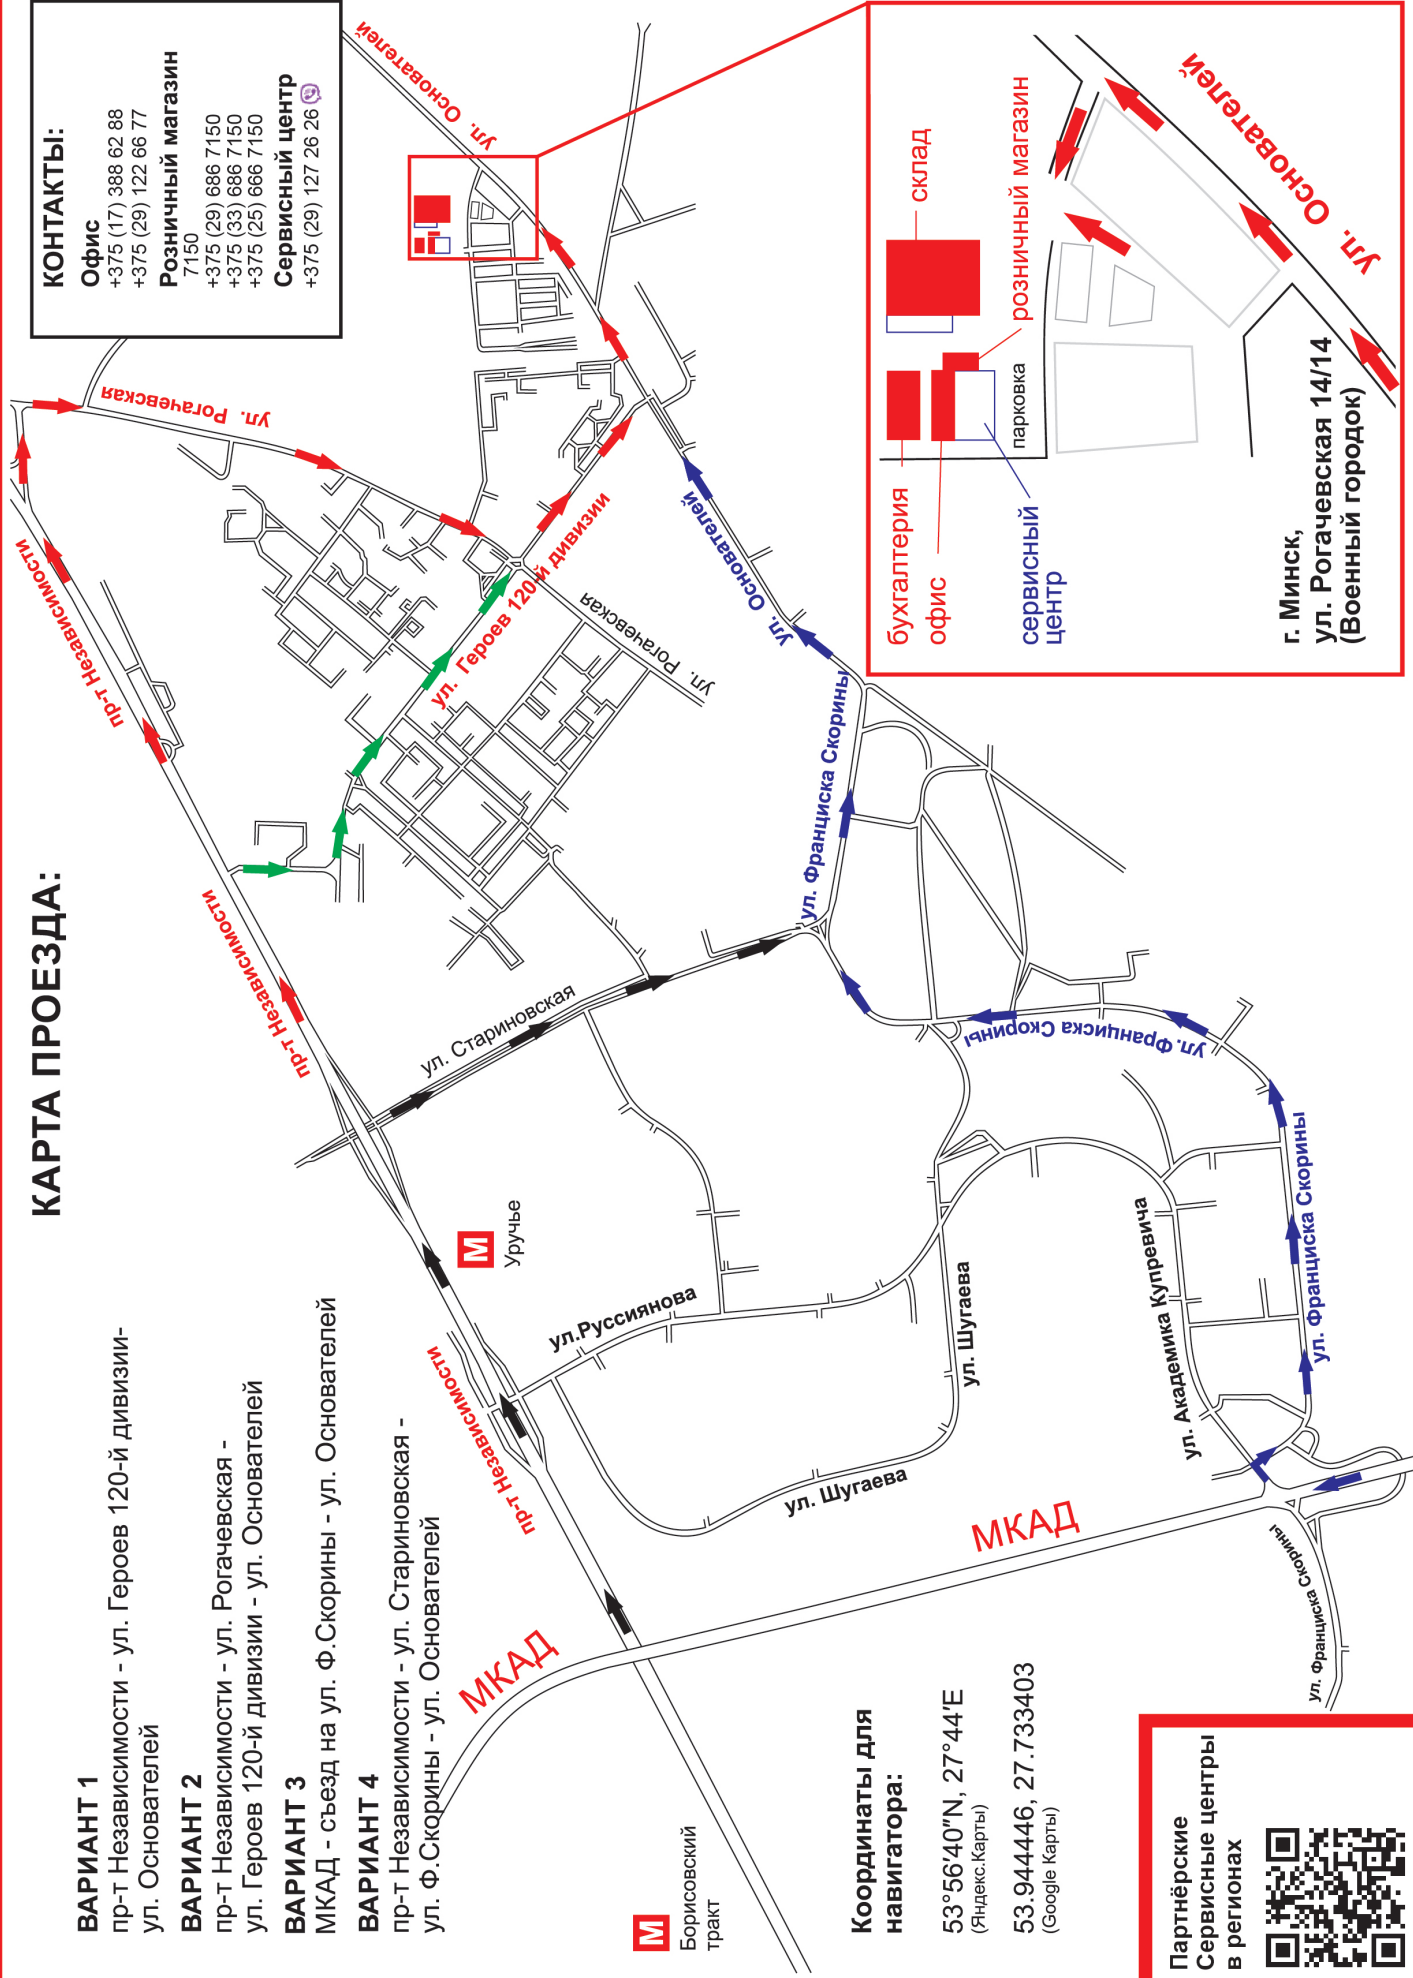 КАРТА ПРОЕЗДА:
ВАРИАНТ 1
пр-т Независимости - ул. Героев 120-й дивизии-
ул. Основателей
ВАРИАНТ 2
пр-т Независимости - ул. Рогачевская -
ул. Героев 120-й дивизии - ул. Основателей
ВАРИАНТ 3
МКАД - съезд на ул. Ф.Скорины - ул. Основателей
ВАРИАНТ 4
пр-т Независимости - ул. Стариновская -
ул. Ф.Скорины - ул. Основателей
КОНТАКТЫ:
Офис
+375 (17) 388 62 88
+375 (29) 122 66 77
Розничный магазин
7150
+375 (29) 686 7150
+375 (33) 686 7150
+375 (25) 666 7150
Сервисный центр
+375 (29) 127 26 26
пр-т Независимости
пр-т Независимости
пр-т Независимости
ул. Рогачевская
ул. Основателей
ул. Героев 120-й дивизии
ул. Рогачевская
ул. Стариновская
М
Уручье
ул.Руссиянова
МКАД
М
Борисовский
тракт
ул. Основателей
ул. Франциска Скорины
ул. Франциска Скорины
ул. Шугаева
ул. Шугаева
ул. Академика Купревича
ул. Франциска Скорины
МКАД
ул. Франциска Скорины
Координаты для
навигатора:
53°56'40"N, 27°44'E
(Яндекс.Карты)
53.944446, 27.733403
(Google Карты)
бухгалтерия
офис
сервисный
центр
склад
розничный магазин
парковка
ул. Основателей
г. Минск,
ул. Рогачевская 14/14
(Военный городок)
Партнёрские
Сервисные центры
в регионах